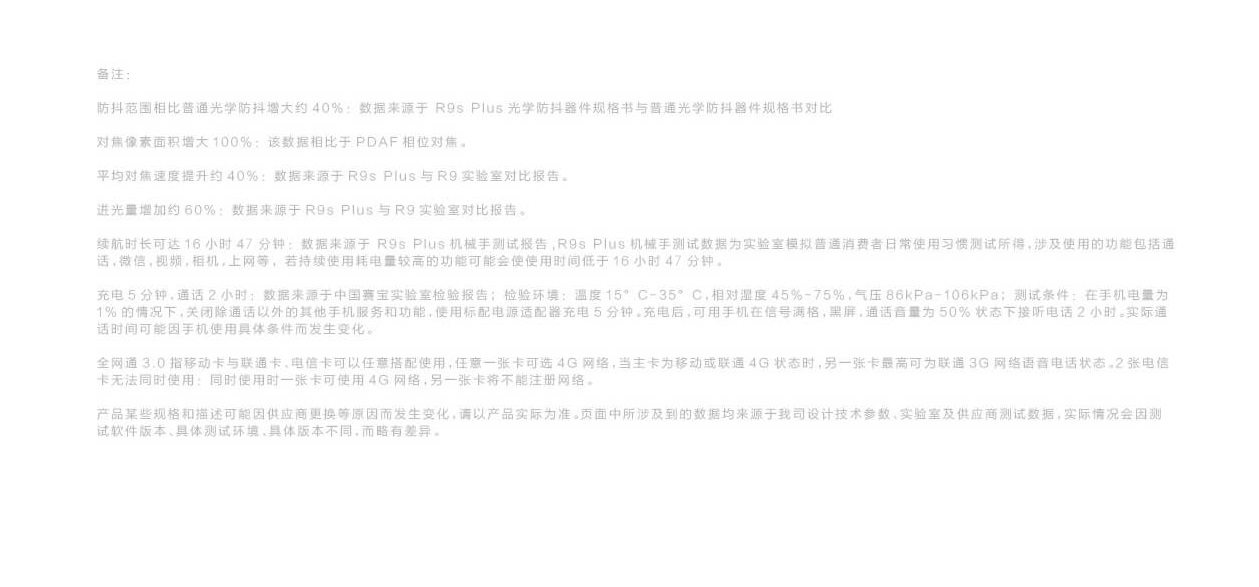 备注：
防抖范围相比普通光学防抖增大约 40%：数据来源于 R9s Plus 光学防抖器件规格书与普通光学防抖器件规格书对比
对焦像素面积增大 100%：该数据相比于 PDAF 相位对焦。
平均对焦速度提升约 40%：数据来源于 R9s Plus 与 R9 实验室对比报告。
进光量增加约 60%：数据来源于 R9s Plus 与 R9 实验室对比报告。
续航时长可达 16 小时 47 分钟：数据来源于 R9s Plus 机械手测试报告，R9s Plus 机械手测试数据为实验室模拟普通消费者日常使用习惯测试所得，涉及使用的功能包括通
话，微信，视频，相机，上网等，若持续使用耗电量较高的功能可能会使使用时间低于 16 小时 47 分钟。
充电 5 分钟，通话 2 小时：数据来源于中国赛宝实验室检验报告；检验环境：温度 15°C-35°C，相对湿度 45%-75%，气压 86kPa-106kPa；测试条件：在手机电量为
1% 的情况下，关闭除通话以外的其他手机服务和功能，使用标配电源适配器充电 5 分钟。充电后，可用手机在信号满格，黑屏，通话音量为 50% 状态下接听电话 2 小时。实际通
话时间可能因手机使用具体条件而发生变化。
全网通 3.0 指移动卡与联通卡、电信卡可以任意搭配使用，任意一张卡可选 4G 网络，当主卡为移动或联通 4G 状态时，另一张卡最高可为联通 3G 网络语音电话状态。2 张电信
卡无法同时使用：同时使用时一张卡可使用 4G 网络，另一张卡将不能注册网络。
产品某些规格和描述可能因供应商更换等原因而发生变化，请以产品实际为准。页面中所涉及到的数据均来源于我司设计技术参数、实验室及供应商测试数据，实际情况会因测
试软件版本、具体测试环境、具体版本不同，而略有差异。